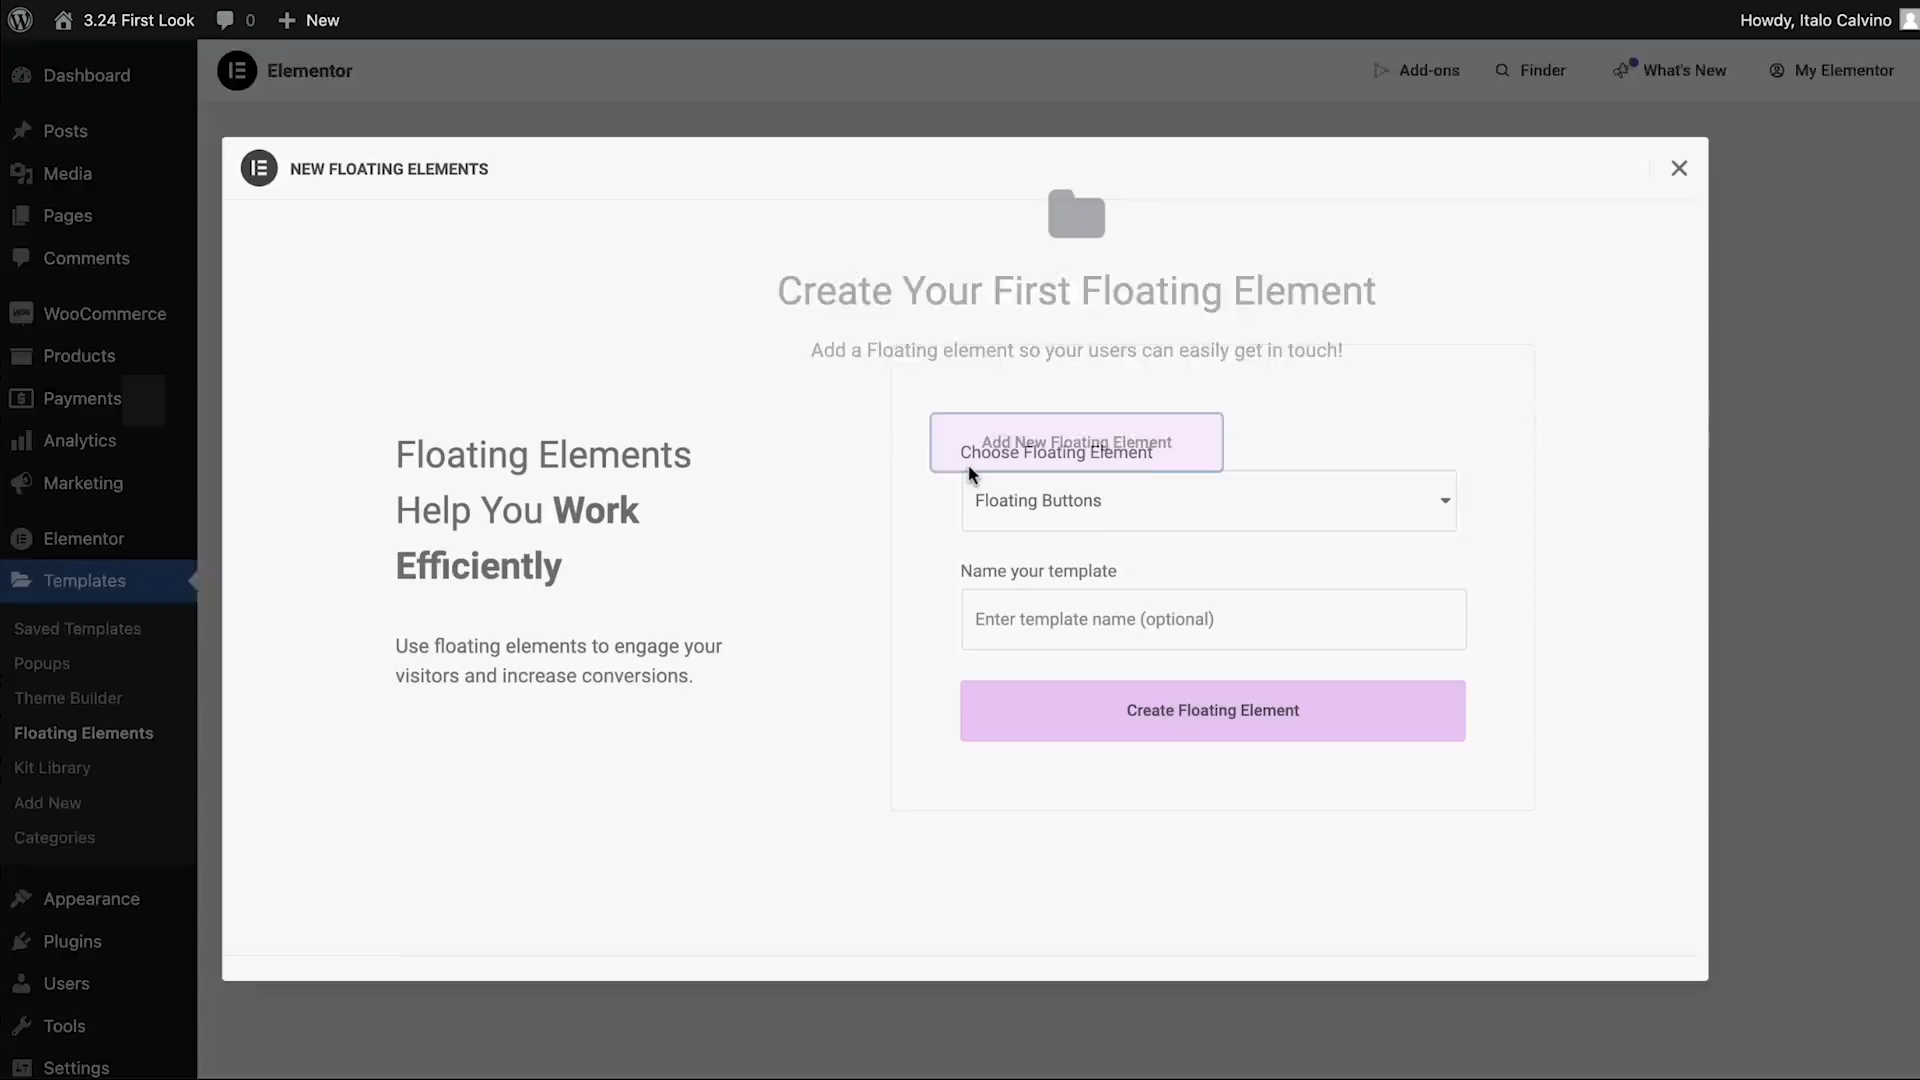 3.24 First Look
0
New
Howdy, Italo Calvino
Dashboard
Posts
Media
Pages
Comments
WooCommerce
Products
Payments
Analytics
Marketing
Elementor
Templates
Saved Templates
Popups
Theme Builder
Floating Elements
Kit Library
Add New
Categories
Appearance
Plugins
Users
Tools
Settings
Elementor
Add-ons
Finder
What's New
My Elementor
NEW FLOATING ELEMENTS
Create Your First Floating Element
Add a Floating element so your users can easily get in touch!
Floating Elements
Help You Work
Efficiently
Use floating elements to engage your
visitors and increase conversions.
Add New Floating Element
Choose Floating Element
Floating Buttons
Name your template
Enter template name (optional)
Create Floating Element